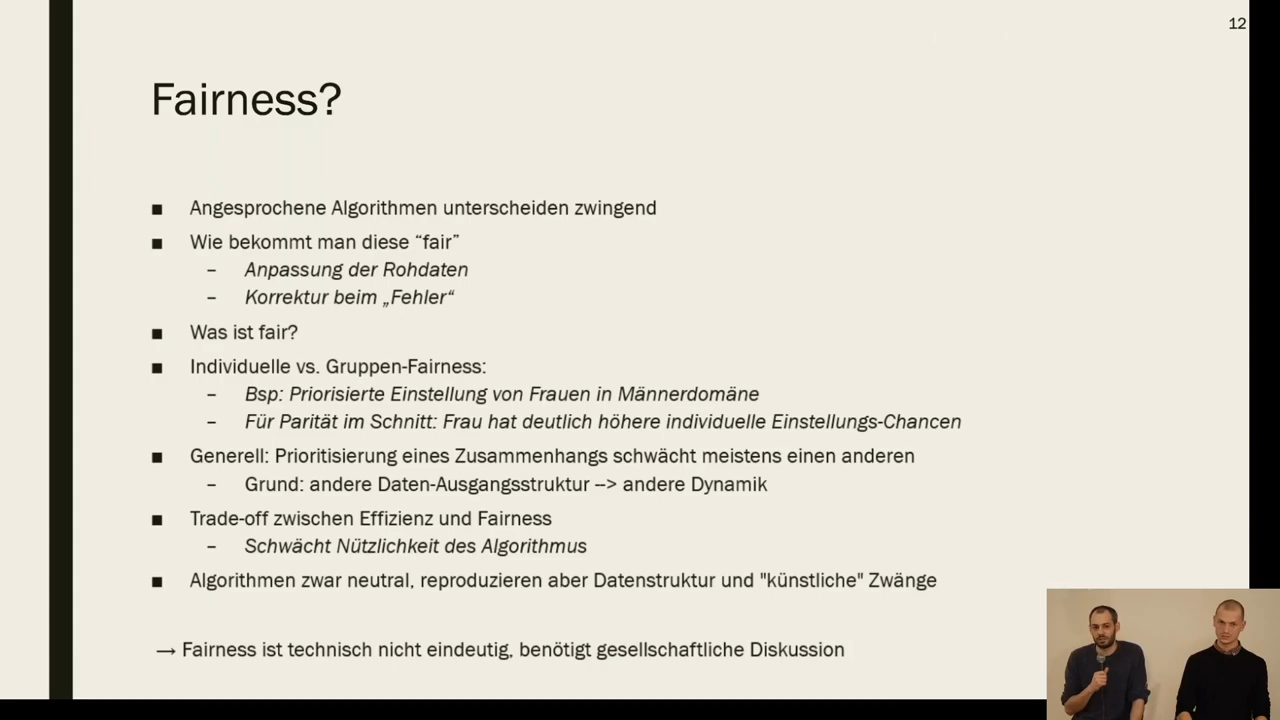 12
Fairness?
■ Angesprochene Algorithmen unterscheiden zwingend
■ Wie bekommt man diese “fair”
– Anpassung der Rohdaten
– Korrektur beim „Fehler“
■ Was ist fair?
■ Individuelle vs. Gruppen-Fairness:
– Bsp: Priorisierte Einstellung von Frauen in Männerdomäne
– Für Parität im Schnitt: Frau hat deutlich höhere individuelle Einstellungs-Chancen
■ Generell: Prioritisierung eines Zusammenhangs schwächt meistens einen anderen
– Grund: andere Daten-Ausgangsstruktur –> andere Dynamik
■ Trade-off zwischen Effizienz und Fairness
– Schwächt Nützlichkeit des Algorithmus
■ Algorithmen zwar neutral, reproduzieren aber Datenstruktur und "künstliche" Zwänge
→ Fairness ist technisch nicht eindeutig, benötigt gesellschaftliche Diskussion